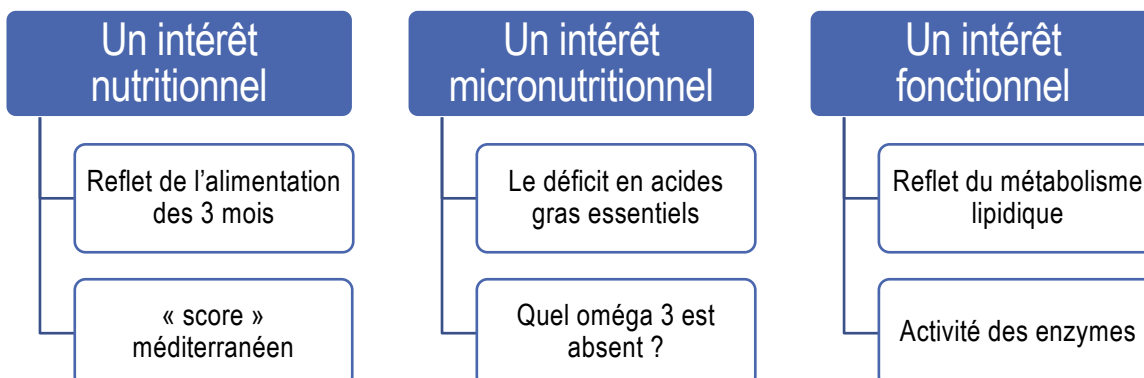 Un intérêt
nutritionnel
Reflet de l'alimentation
des 3 mois
« score »
méditerranéen
Un intérêt
micronutritionnel
Le déficit en acides
gras essentiels
Quel oméga 3 est
absent ?
Un intérêt
fonctionnel
Reflet du métabolisme
lipidique
Activité des enzymes